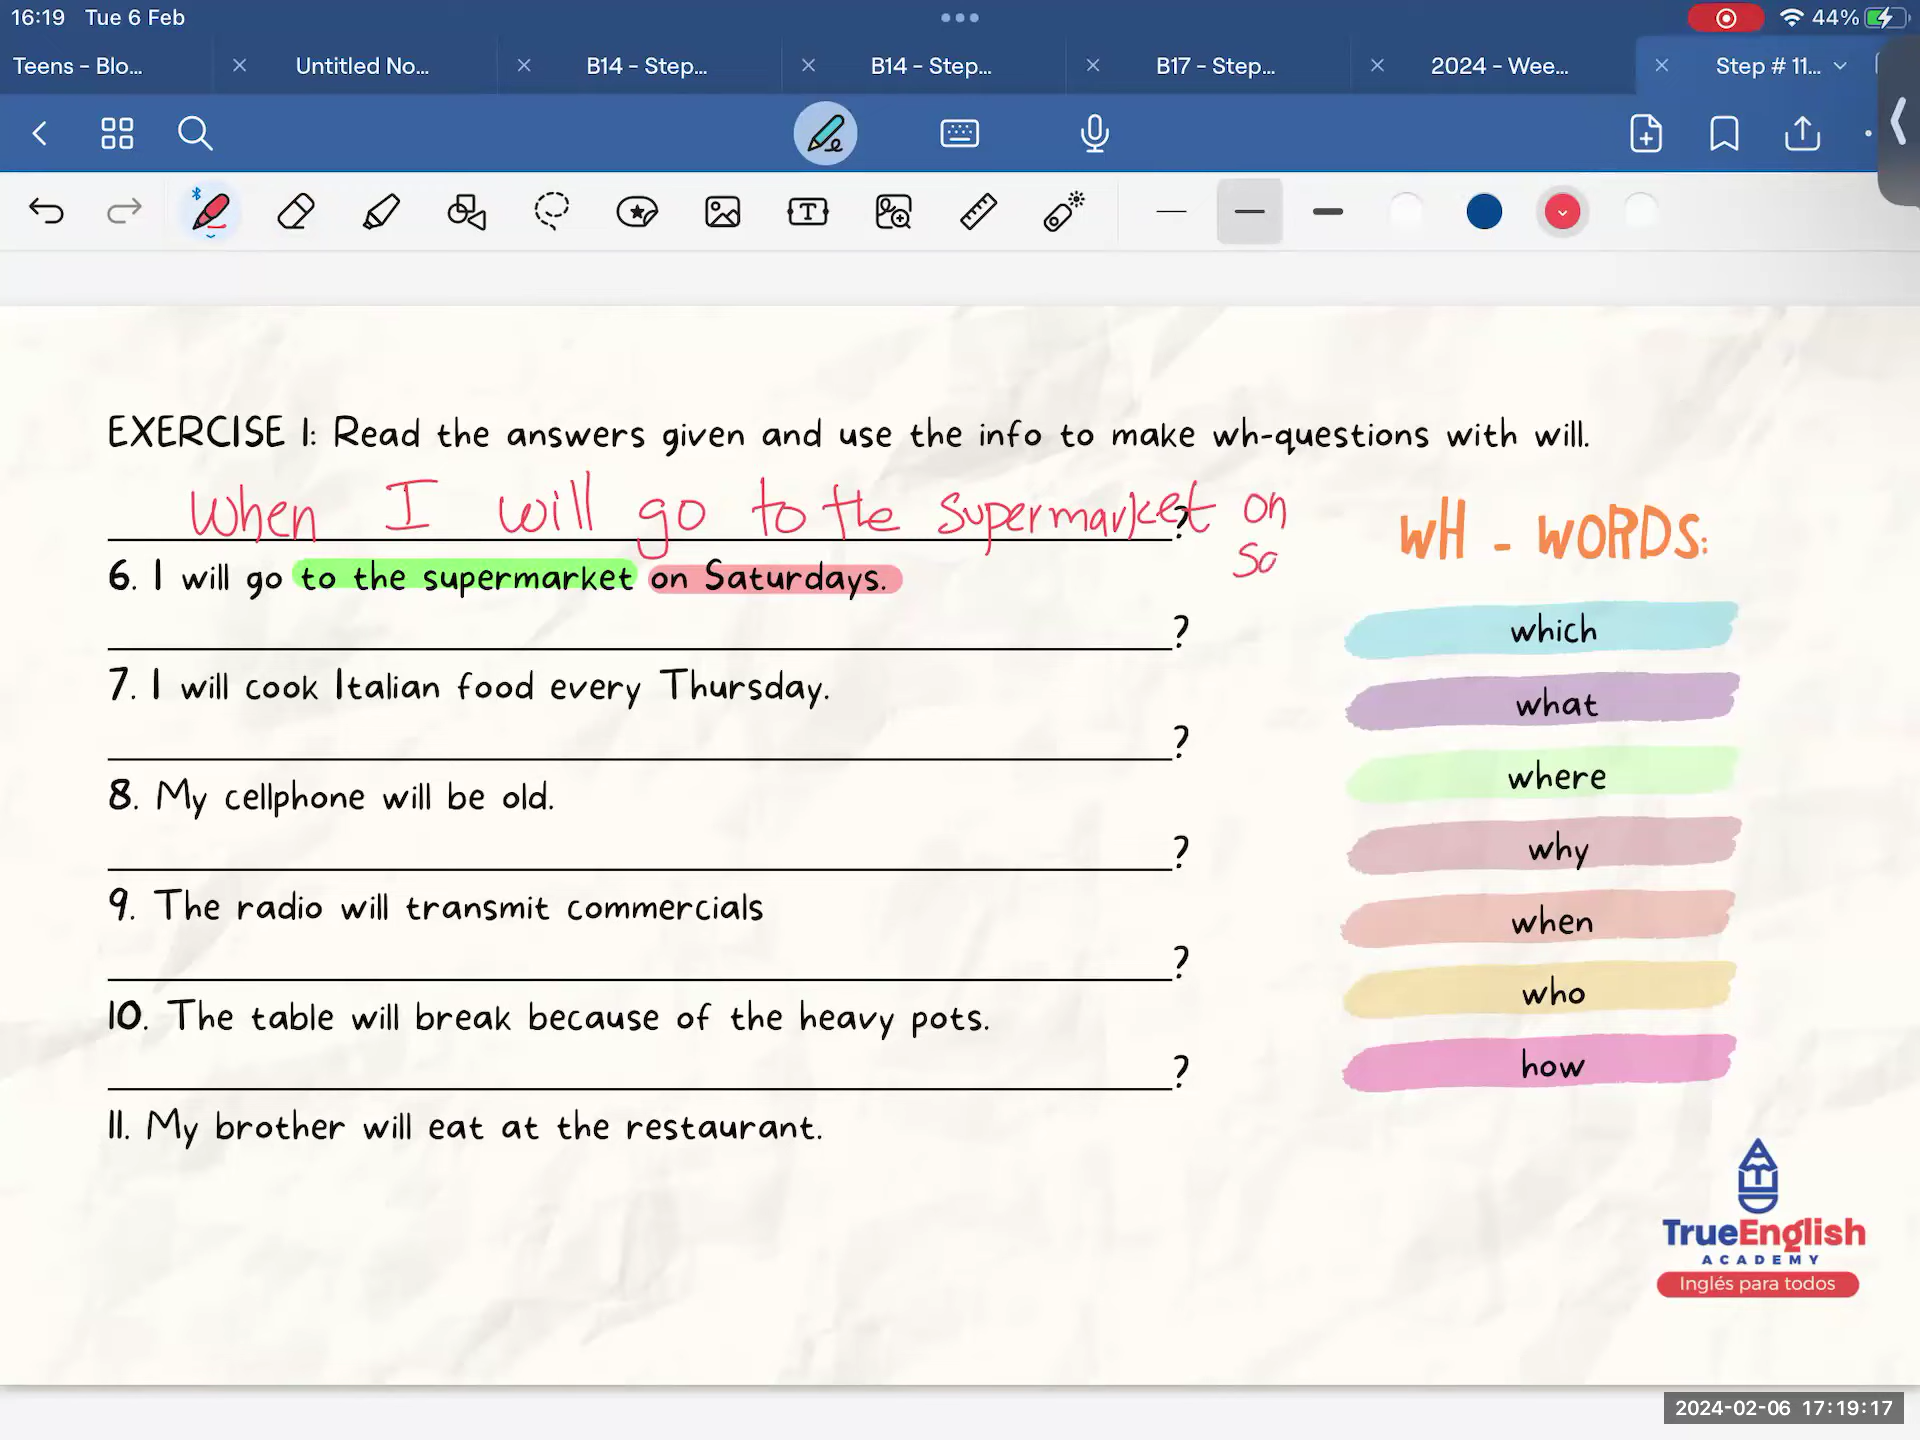 16:19 Tue 6 Feb
44%
Teens – Blo...
Untitled No...
B14 – Step...
B14 – Step...
B17 – Step...
2024 – Wee...
Step # 11...
EXERCISE 1: Read the answers given and use the info to make wh-questions with will.
When I will go to the supermarket on
?
so
6. I will go to the supermarket on Saturdays.
?
7. I will cook Italian food every Thursday.
?
8. My cellphone will be old.
?
9. The radio will transmit commercials
?
10. The table will break because of the heavy pots.
?
11. My brother will eat at the restaurant.
WH - WORDS:
which
what
where
why
when
who
how
TrueEnglish
ACADEMY
Inglés para todos
2024-02-06 17:19:17